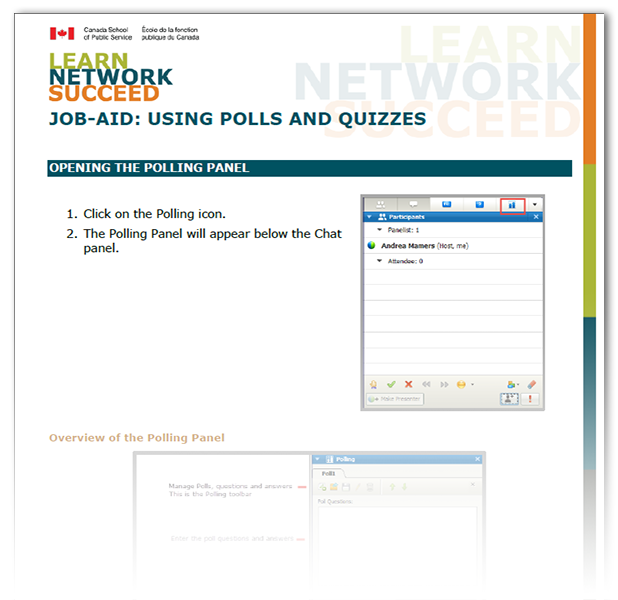 Canada School
of Public Service
École de la fonction
publique du Canada
LEARN
NETWORK
SUCCEED
LEARN
NETWORK
SUCCEED
JOB-AID: USING POLLS AND QUIZZES
OPENING THE POLLING PANEL
1. Click on the Polling icon.
2. The Polling Panel will appear below the Chat
panel.
Participants
Panelist: 1
Andrea Mamers (Host, me)
Attendee: 0
Make Presenter
Overview of the Polling Panel
Polling
Poll1
Manage Polls, questions and answers
This is the Polling toolbar
Poll Questions:
Enter the poll questions and answers